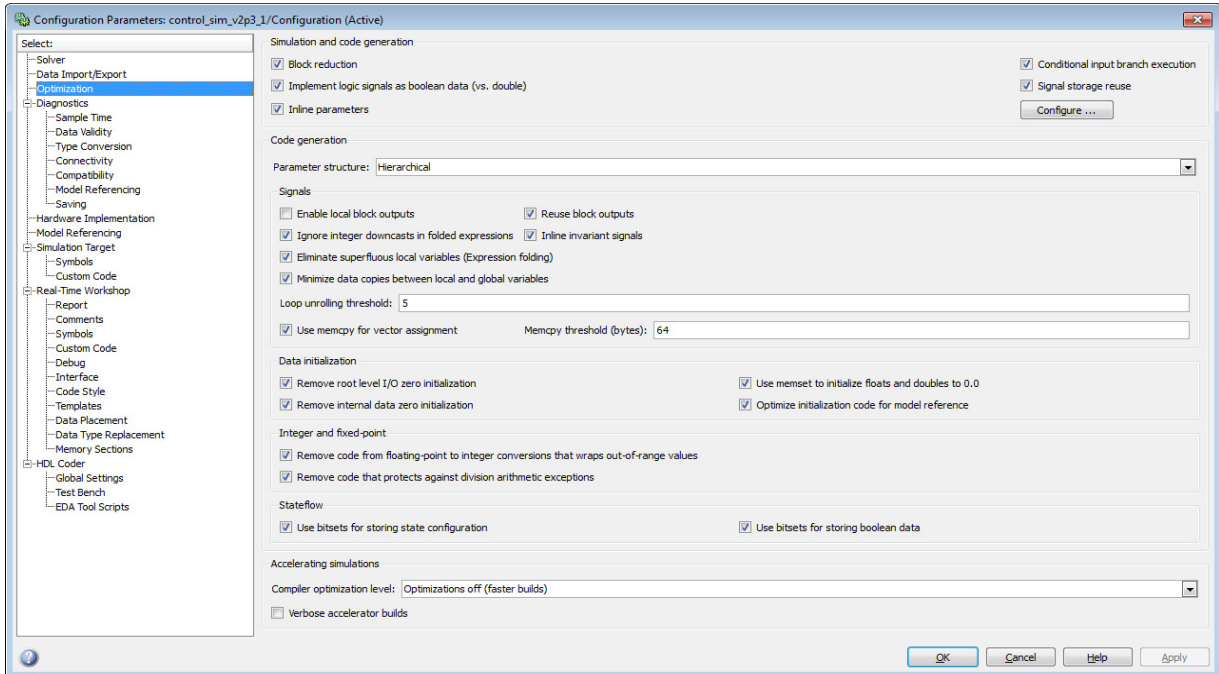 Configuration Parameters: control_sim_v2p3_1/Configuration (Active)
Select:
Solver
Data Import/Export
Optimization
Diagnostics
Sample Time
Data Validity
Type Conversion
Connectivity
Compatibility
Model Referencing
Saving
Hardware Implementation
Model Referencing
Simulation Target
Symbols
Custom Code
Real-Time Workshop
Report
Comments
Symbols
Custom Code
Debug
Interface
Code Style
Templates
Data Placement
Data Type Replacement
Memory Sections
HDL Coder
Global Settings
Test Bench
EDA Tool Scripts
Simulation and code generation
Block reduction Conditional input branch execution
Implement logic signals as boolean data (vs. double) Signal storage reuse
Inline parameters Configure ...
Code generation
Parameter structure: Hierarchical
Signals
Enable local block outputs Reuse block outputs
Ignore integer downcasts in folded expressions Inline invariant signals
Eliminate superfluous local variables (Expression folding)
Minimize data copies between local and global variables
Loop unrolling threshold: 5
Use memcpy for vector assignment Memcpy threshold (bytes): 64
Data initialization
Remove root level I/O zero initialization Use memset to initialize floats and doubles to 0.0
Remove internal data zero initialization Optimize initialization code for model reference
Integer and fixed-point
Remove code from floating-point to integer conversions that wraps out-of-range values
Remove code that protects against division arithmetic exceptions
Stateflow
Use bitsets for storing state configuration Use bitsets for storing boolean data
Accelerating simulations
Compiler optimization level: Optimizations off (faster builds)
Verbose accelerator builds
OK Cancel Help Apply